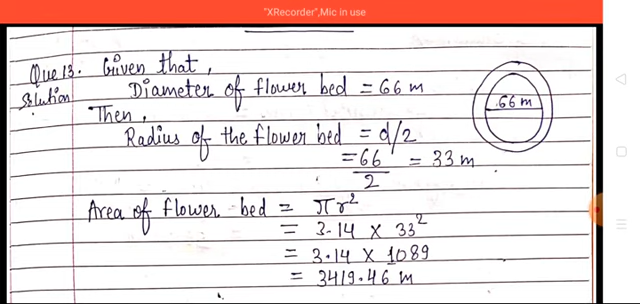 "XRecorder",Mic in use
Que 13. Given that,
Solution Diameter of flower bed = 66 m
66 m
Then,
Radius of the flower bed = d/2
= 66/2 = 33 m
Area of flower bed = πr²
= 3.14 × 33²
= 3.14 × 1089
= 3419.46 m